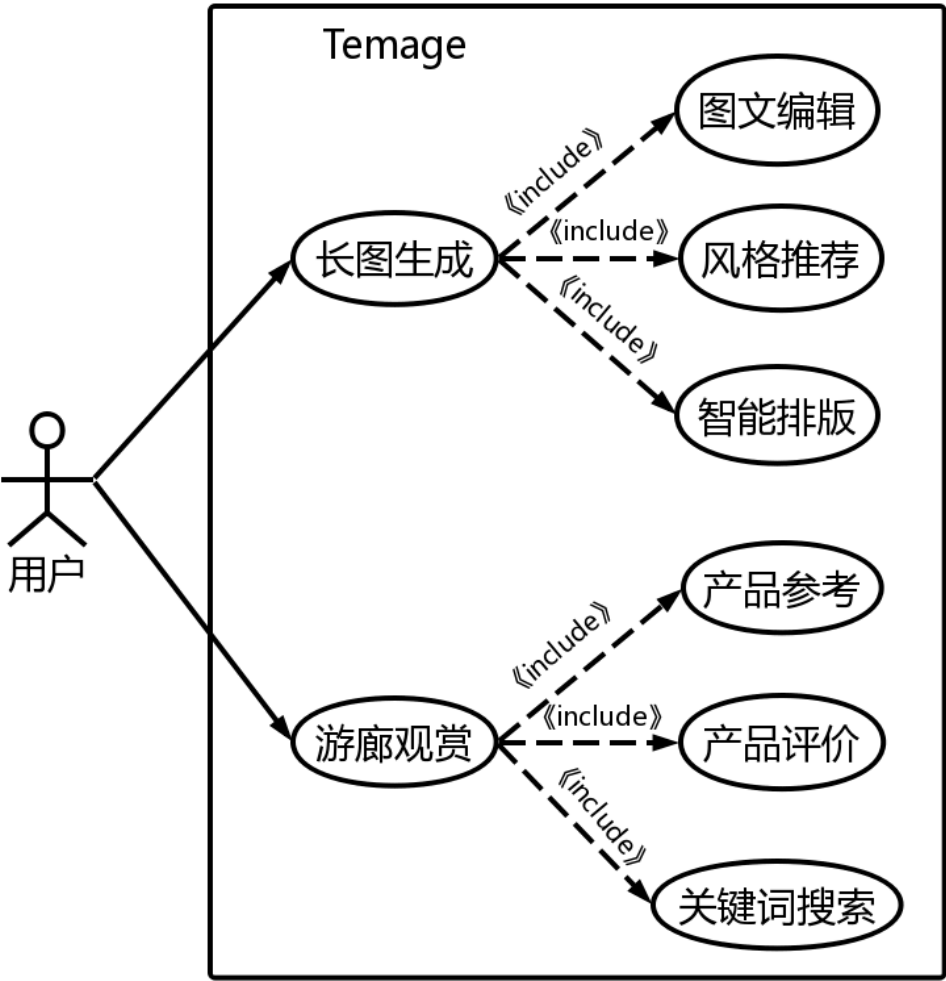 Temage
图文编辑
《include》
《include》
风格推荐
长图生成
《include》
智能排版
用户
产品参考
《include》
《include》
产品评价
游廊观赏
《include》
关键词搜索